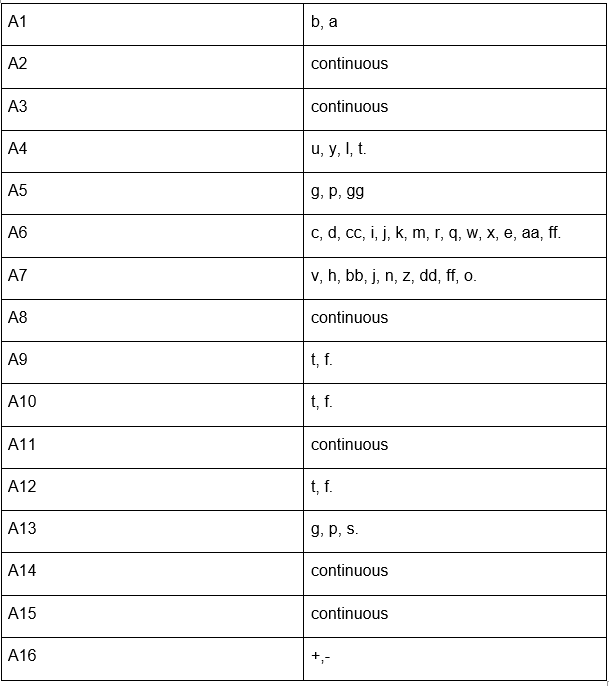 A1 b, a
A2 continuous
A3 continuous
A4 u, y, l, t.
A5 g, p, gg
A6 c, d, cc, i, j, k, m, r, q, w, x, e, aa, ff.
A7 v, h, bb, j, n, z, dd, ff, o.
A8 continuous
A9 t, f.
A10 t, f.
A11 continuous
A12 t, f.
A13 g, p, s.
A14 continuous
A15 continuous
A16 +,-